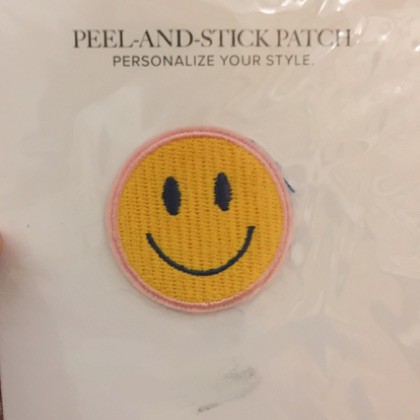 PEEL-AND-STICK PATCH
PERSONALIZE YOUR STYLE.